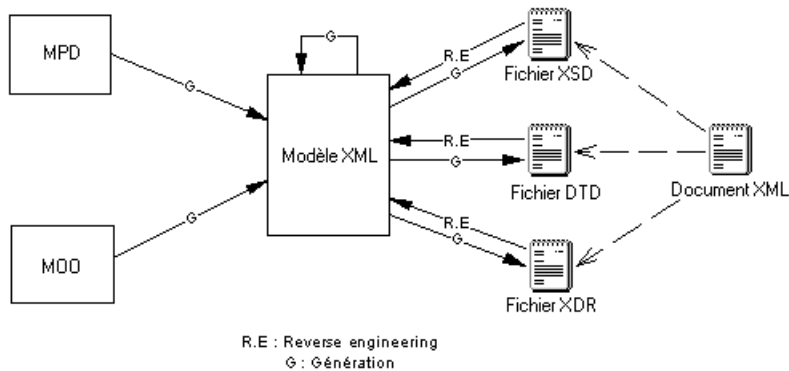 MPD
G
G
R.E
G
Fichier XSD
Modèle XML
R.E
G
Fichier DTD
Document XML
MOO
G
R.E
G
Fichier XDR
R.E : Reverse engineering
G : Génération